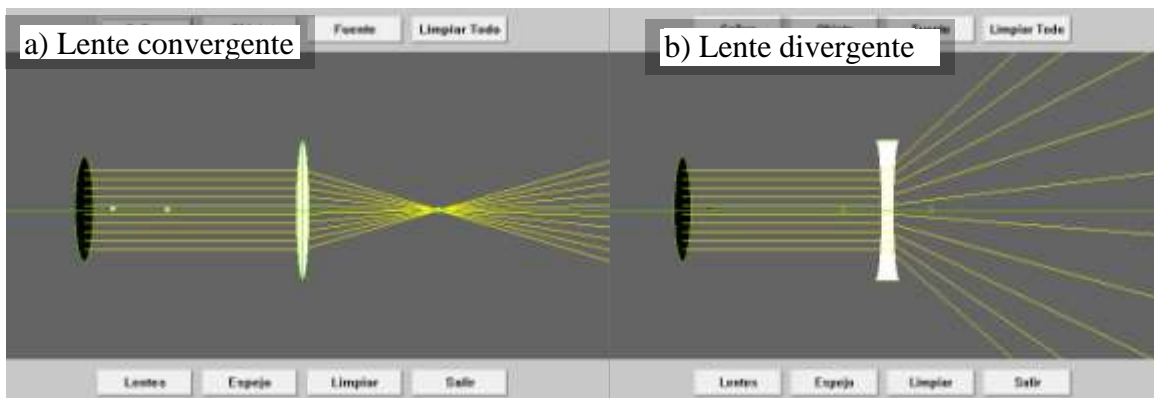 Fuente
Limpiar Todo
a) Lente convergente
Limpiar Todo
b) Lente divergente
Lentes
Espejo
Limpiar
Salir
Lentes
Espejo
Limpiar
Salir